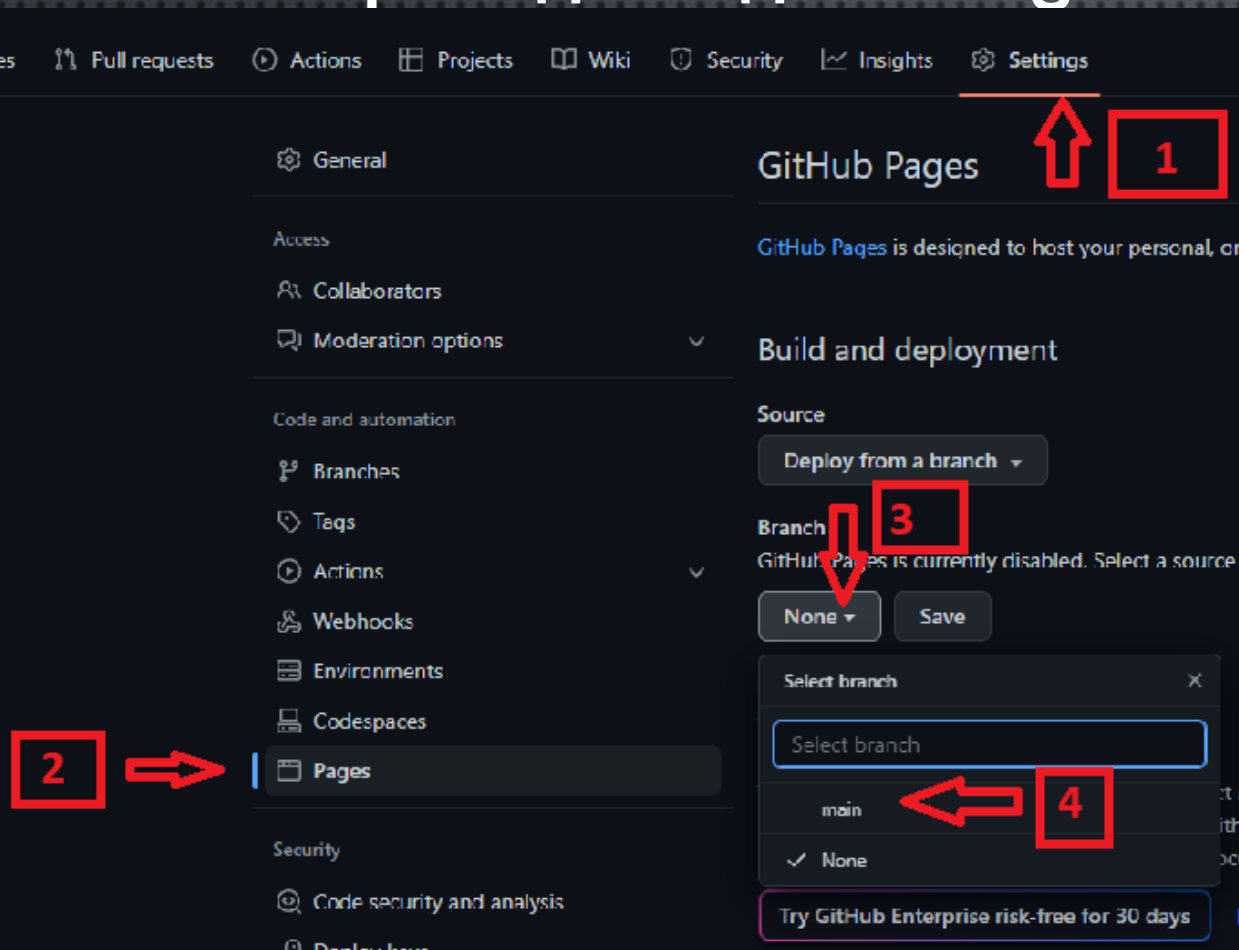 Pull requests Actions Projects Wiki Security Insights Settings
1
General
GitHub Pages
Access
GitHub Pages is designed to host your personal,
Collaborators
Moderation options
Build and deployment
Code and automation
Source
Deploy from a branch
Branches
3
Tags
Branch
Actions
GitHub Pages is currently disabled. Select a source
Webhooks
None Save
Environments
Select branch
Codespaces
Select branch
2
Pages
main
4
Security
None
Code security and analysis
Try GitHub Enterprise risk-free for 30 days
Deploy keys